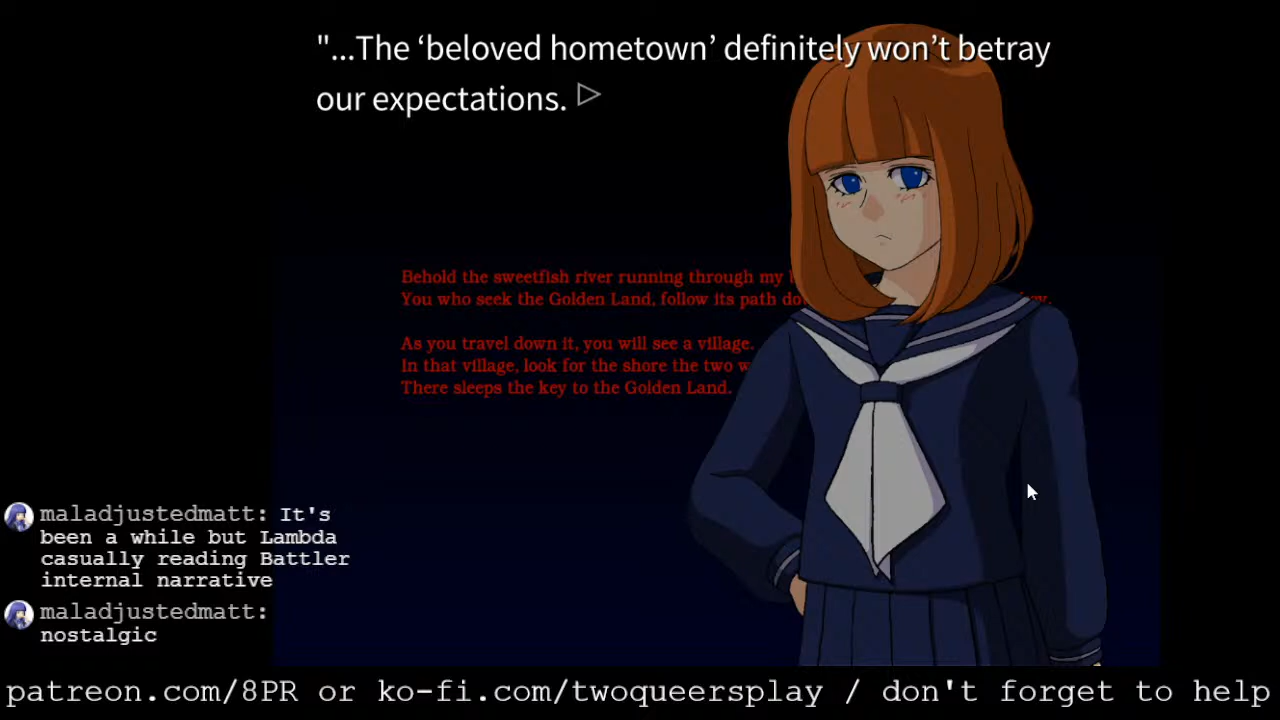 "...The ‘beloved hometown’ definitely won’t betray
our expectations.
Behold the sweetfish river running through my
You who seek the Golden Land, follow its path
As you travel down it, you will see a village.
In that village, look for the shore the two
There sleeps the key to the Golden Land.
maladjustedmatt: It's
been a while but Lambda
casually reading Battler
internal narrative
maladjustedmatt:
nostalgic
patreon.com/8PR or ko-fi.com/twoqueersplay / don't forget to help